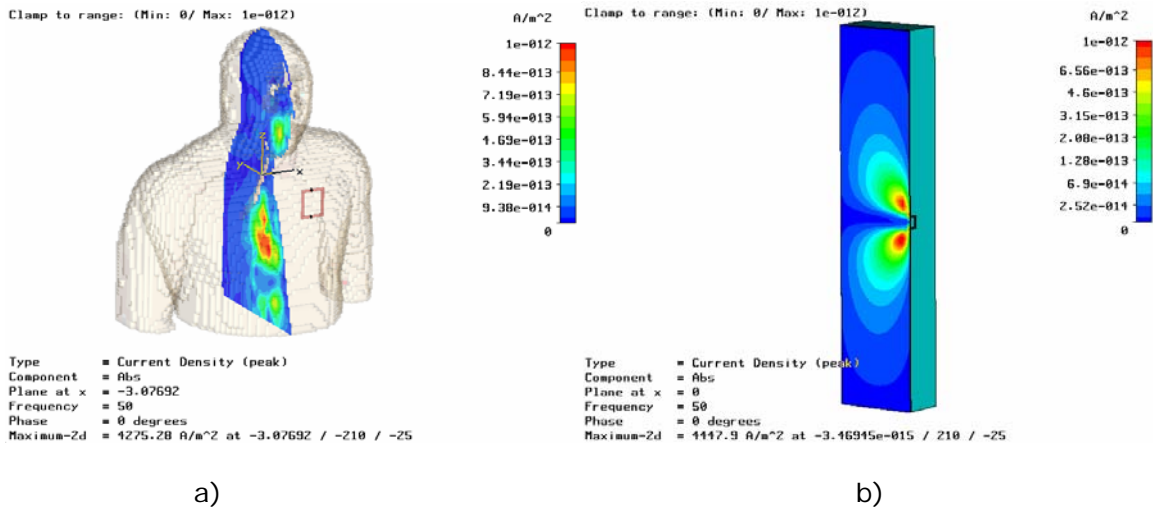 Clamp to range: (Min: 0/ Max: 1e-012)
A/m^2
1e-012
8.44e-013
7.19e-013
5.94e-013
4.69e-013
3.44e-013
2.19e-013
9.38e-014
0
z
y
x
Type = Current Density (peak)
Component = Abs
Plane at x = -3.07692
Frequency = 50
Phase = 0 degrees
Maximum-2d = 4275.28 A/m^2 at -3.07692 / -210 / -25
a)
Clamp to range: (Min: 0/ Max: 1e-012)
A/m^2
1e-012
6.56e-013
4.6e-013
3.15e-013
2.08e-013
1.28e-013
6.9e-014
2.52e-014
0
Type = Current Density (peak)
Component = Abs
Plane at x = 0
Frequency = 50
Phase = 0 degrees
Maximum-2d = 4447.9 A/m^2 at -3.46945e-015 / 210 / -25
b)